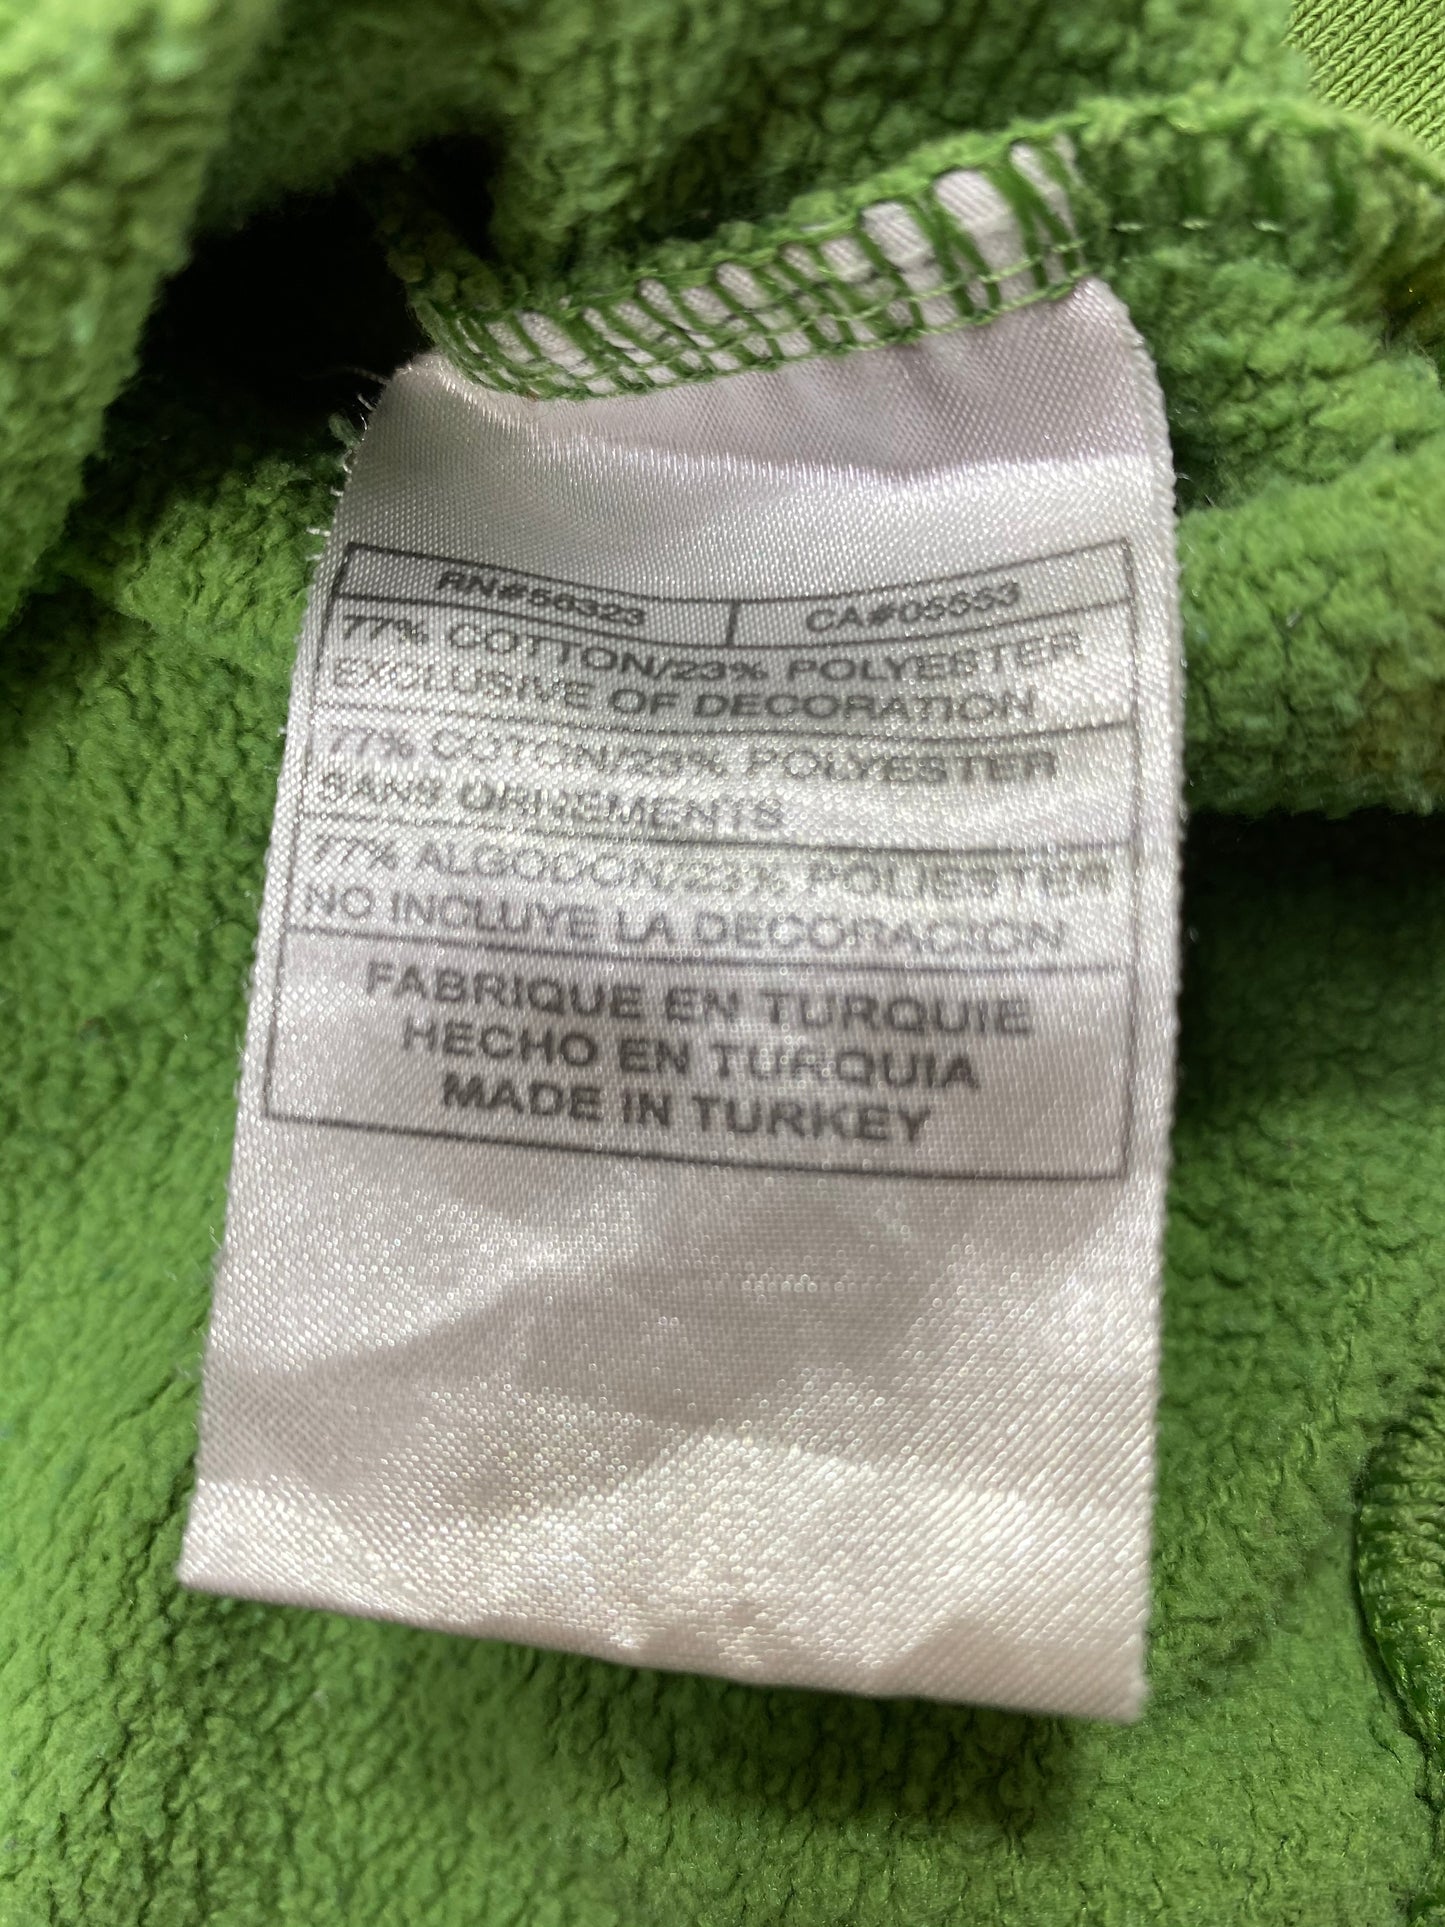 RN#56323 CA#05553
77% COTTON/23% POLYESTER
EXCLUSIVE OF DECORATION
77% COTON/23% POLYESTER
SANS ORNEMENTS
77% ALGODON/23% POLIESTER
NO INCLUYE LA DECORACION
FABRIQUE EN TURQUIE
HECHO EN TURQUIA
MADE IN TURKEY